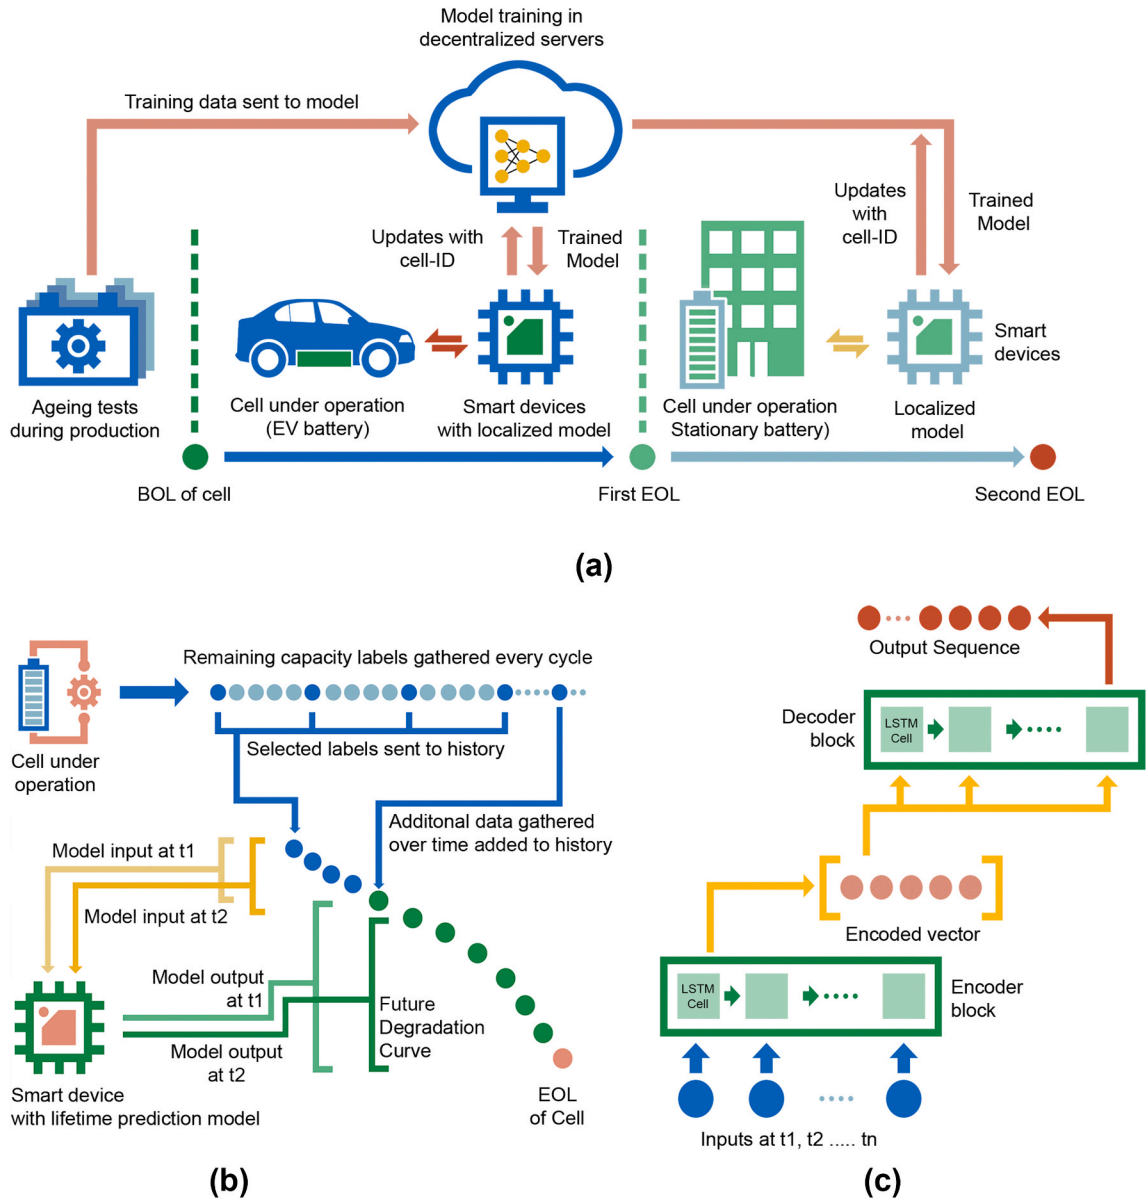 Model training in
decentralized servers
Training data sent to model
Updates with
cell-ID
Trained
Model
Updates
with
cell-ID
Trained
Model
Smart
devices
Ageing tests
during production
Cell under operation
(EV battery)
Smart devices
with localized model
Cell under operation
Stationary battery)
Localized
model
BOL of cell
First EOL
Second EOL
(a)
Cell under
operation
Remaining capacity labels gathered every cycle
Selected labels sent to history
Additonal data gathered
over time added to history
Model input at t1
Model input at t2
Model output
at t1
Model output
at t2
Future
Degradation
Curve
Smart device
with lifetime prediction model
EOL
of Cell
(b)
Output Sequence
Decoder
block
LSTM
Cell
Encoded vector
LSTM
Cell
Encoder
block
Inputs at t1, t2 ..... tn
(c)